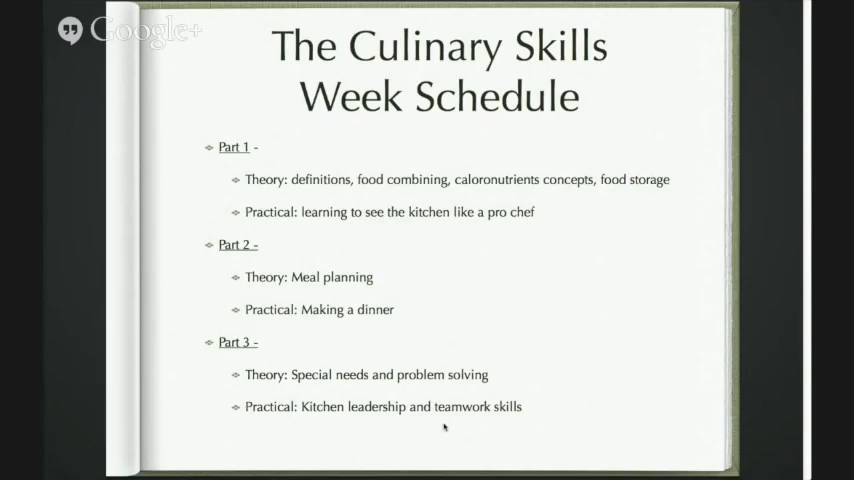 Google+
The Culinary Skills
Week Schedule
Part 1 -
Theory: definitions, food combining, caloronutrients concepts, food storage
Practical: learning to see the kitchen like a pro chef
Part 2 -
Theory: Meal planning
Practical: Making a dinner
Part 3 -
Theory: Special needs and problem solving
Practical: Kitchen leadership and teamwork skills